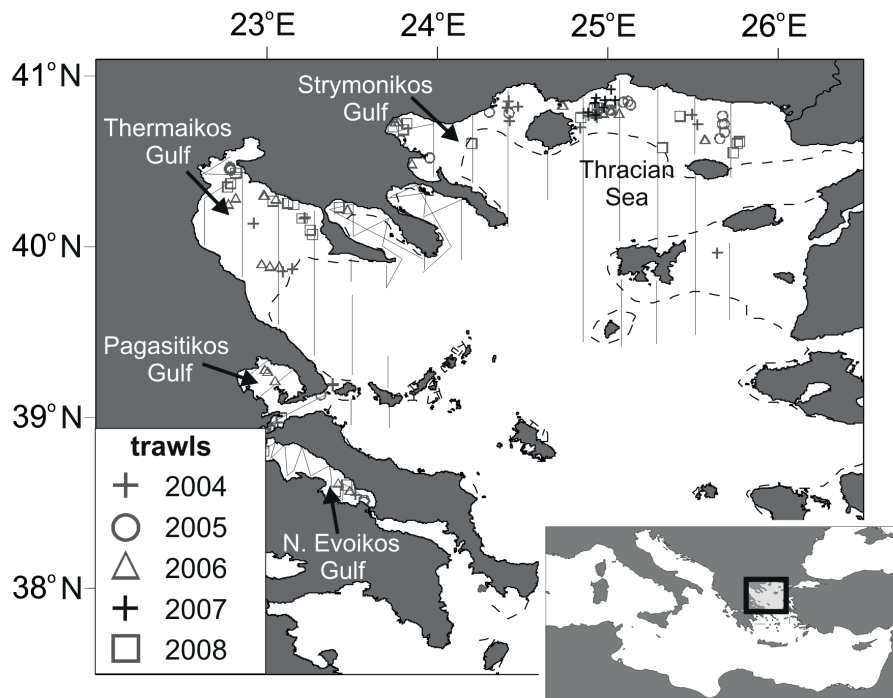 23°E 24°E 25°E 26°E
41°N
Strymonikos
Gulf
Thermaikos
Gulf
Thracian
Sea
40°N
Pagasitikos
Gulf
39°N
trawls
2004
2005
2006
2007
2008
N. Evoikos
Gulf
38°N